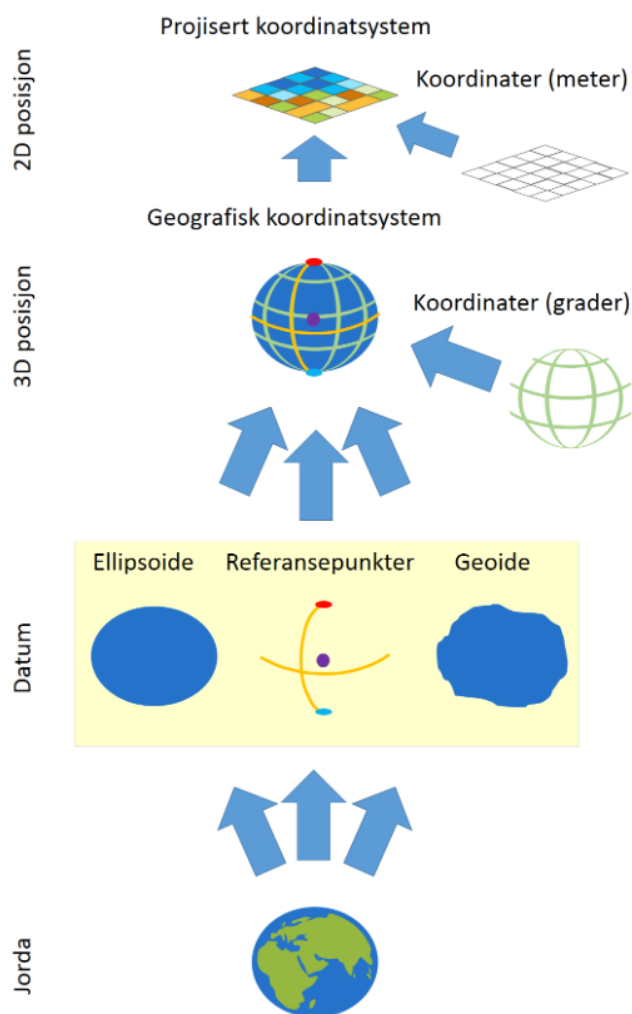 Projisert koordinatsystem
2D posisjon
Koordinater (meter)
Geografisk koordinatsystem
3D posisjon
Koordinater (grader)
Datum
Ellipsoide
Referansepunkter
Geoide
Jorda